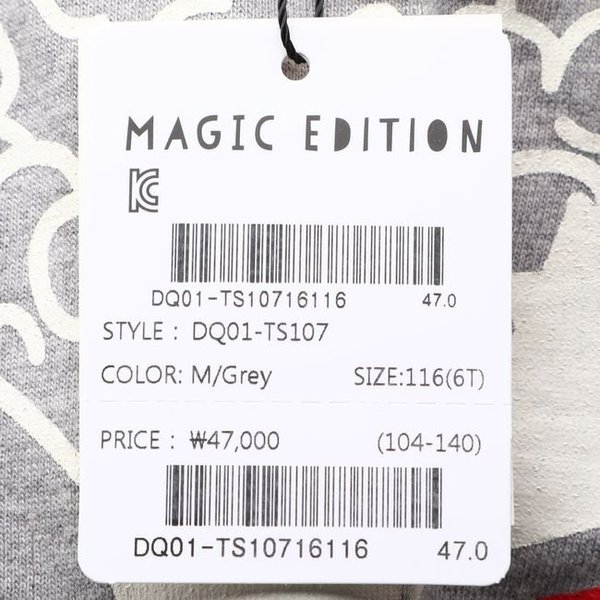 MAGIC EDITION
KC
DQ01-TS10716116 47.0
STYLE : DQ01-TS107
COLOR: M/Grey SIZE:116(6T)
PRICE : ₩47,000 (104-140)
DQ01-TS10716116 47.0